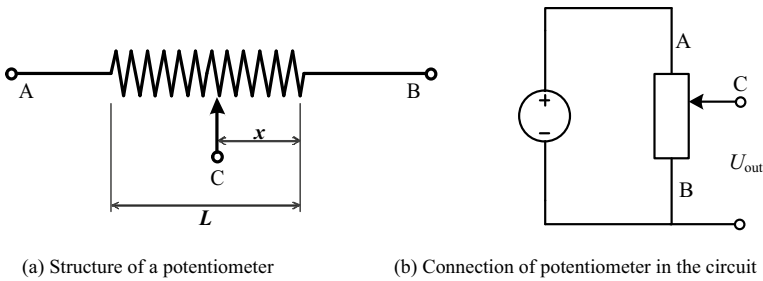 A
B
x
C
L
A
C
+
−
U_out
B
(a) Structure of a potentiometer
(b) Connection of potentiometer in the circuit